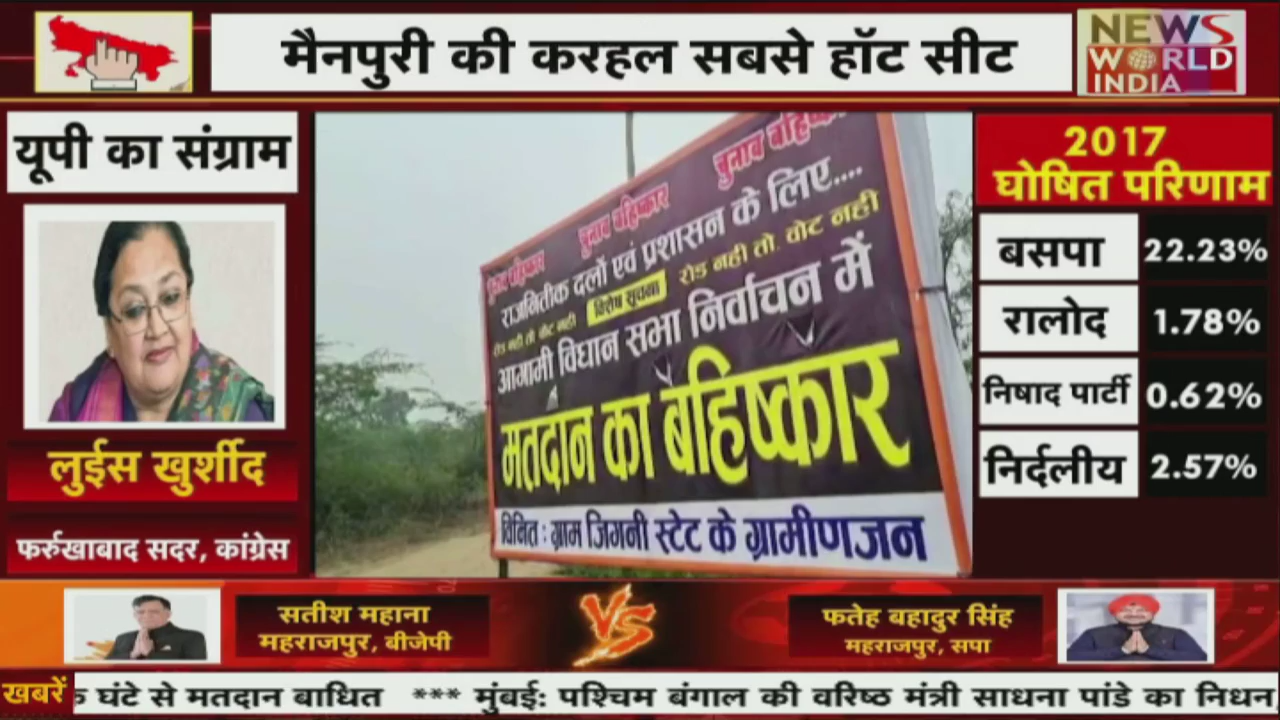 मैनपुरी की करहल सबसे हॉट सीट
NEWS
WORLD
INDIA
यूपी का संग्राम
लुईस खुर्शीद
फर्रुखाबाद सदर, कांग्रेस
चुनाव बहिष्कार चुनाव बहिष्कार
राजनितीक दलों एवं प्रशासन के लिए....
रोड नही तो वोट नही विशेष सूचना रोड नही तो वोट नही
आगामी विधान सभा निर्वाचन में
मतदान का बहिष्कार
विनित : ग्राम जिगनी स्टेट के ग्रामीणजन
2017
घोषित परिणाम
बसपा 22.23%
रालोद 1.78%
निषाद पार्टी 0.62%
निर्दलीय 2.57%
सतीश महाना
महराजपुर, बीजेपी
VS
फतेह बहादुर सिंह
महराजपुर, सपा
खबरें घंटे से मतदान बाधित *** मुंबई: पश्चिम बंगाल की वरिष्ठ मंत्री साधना पांडे का निधन